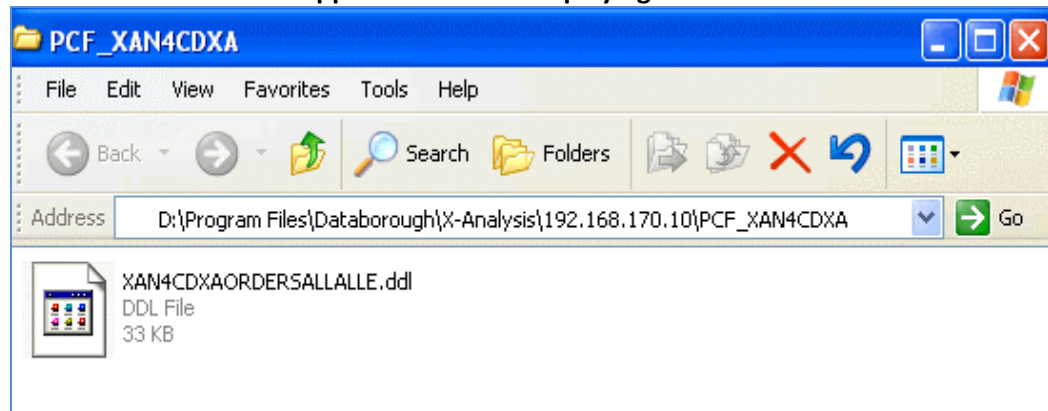 PCF_XAN4CDXA
File Edit View Favorites Tools Help
Back Search Folders
Address D:\Program Files\Databorough\X-Analysis\192.168.170.10\PCF_XAN4CDXA Go
XAN4CDXAORDERSALLALLE.ddl
DDL File
33 KB